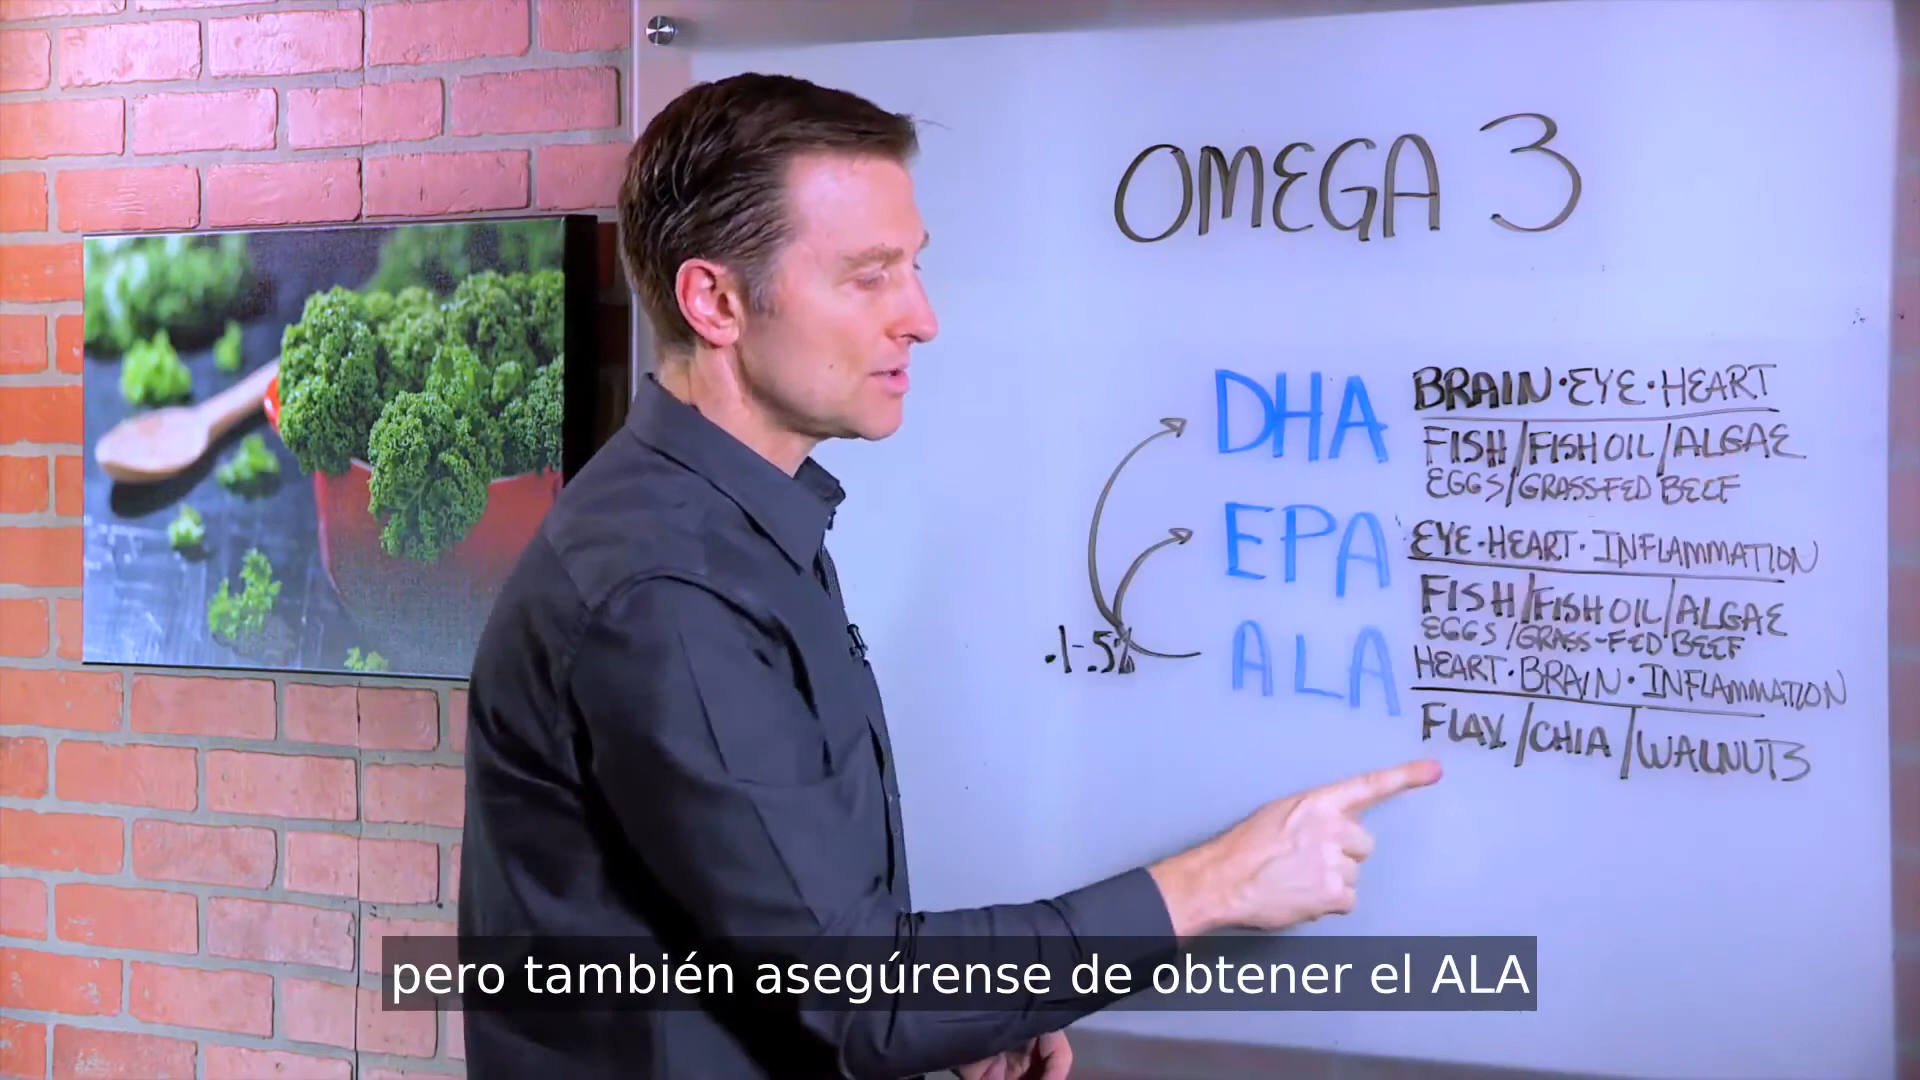 OMEGA 3
DHA
BRAIN·EYE·HEART
FISH/FISH OIL/ALGAE
EGGS/GRASSFED BEEF
EPA
EYE·HEART·INFLAMMATION
FISH/FISH OIL/ALGAE
EGGS/GRASS-FED BEEF
.1-.5%
ALA
HEART·BRAIN·INFLAMMATION
FLAX/CHIA/WALNUTS
pero también asegúrense de obtener el ALA